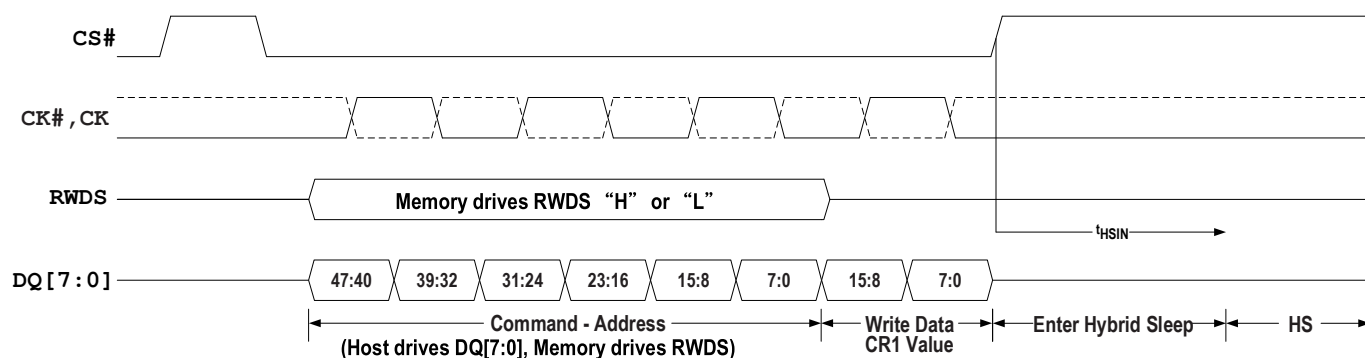 CS#
CK#,CK
RWDS
Memory drives RWDS “H” or “L”
tHSIN
DQ[7:0]
47:40 39:32 31:24 23:16 15:8 7:0 15:8 7:0
Command - Address
(Host drives DQ[7:0], Memory drives RWDS)
Write Data
CR1 Value
Enter Hybrid Sleep
HS